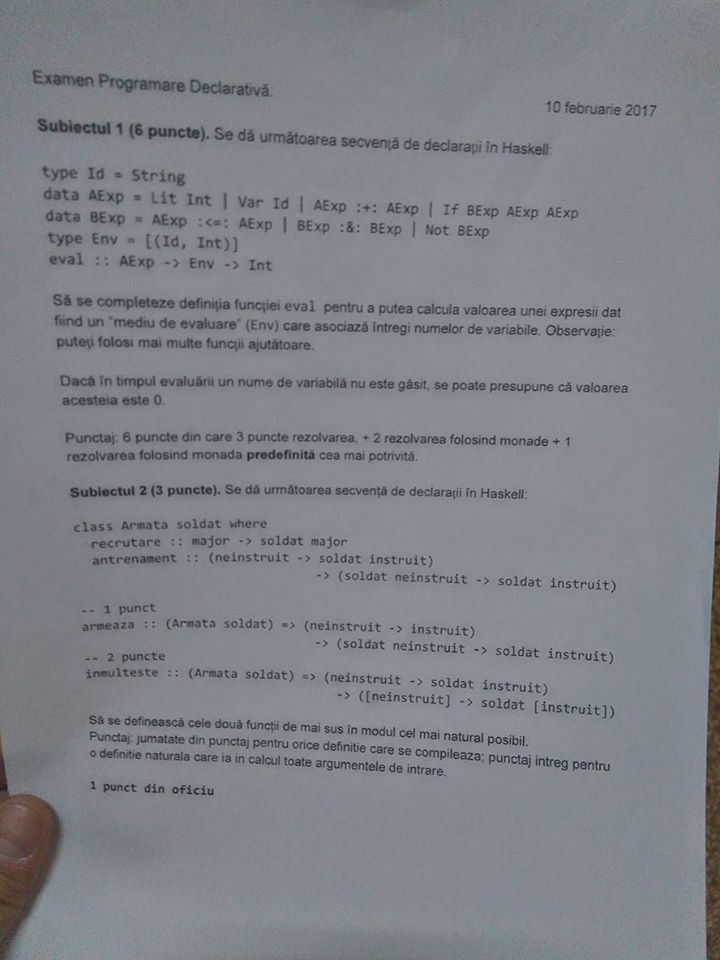 Examen Programare Declarativă.
10 februarie 2017
Subiectul 1 (6 puncte). Se dă următoarea secvență de declarații în Haskell:
type Id = String
data AExp = Lit Int | Var Id | AExp :+: AExp | If BExp AExp AExp
data BExp = AExp :<=: AExp | BExp :&: BExp | Not BExp
type Env = [(Id, Int)]
eval :: AExp -> Env -> Int
Să se completeze definiția funcției eval pentru a putea calcula valoarea unei expresii dat
fiind un "mediu de evaluare" (Env) care asociază întregi numelor de variabile. Observație:
puteți folosi mai multe funcții ajutătoare.
Dacă în timpul evaluării un nume de variabilă nu este găsit, se poate presupune că valoarea
acesteia este 0.
Punctaj: 6 puncte din care 3 puncte rezolvarea, + 2 rezolvarea folosind monade + 1
rezolvarea folosind monada predefinită cea mai potrivită.
Subiectul 2 (3 puncte). Se dă următoarea secvență de declarații în Haskell:
class Armata soldat where
recrutare :: major -> soldat major
antrenament :: (neinstruit -> soldat instruit)
-> (soldat neinstruit -> soldat instruit)
-- 1 punct
armeaza :: (Armata soldat) => (neinstruit -> instruit)
-> (soldat neinstruit -> soldat instruit)
-- 2 puncte
inmulteste :: (Armata soldat) => (neinstruit -> soldat instruit)
-> ([neinstruit] -> soldat [instruit])
Să se definească cele două funcții de mai sus în modul cel mai natural posibil.
Punctaj: jumatate din punctaj pentru orice definitie care se compileaza; punctaj intreg pentru
o definitie naturala care ia in calcul toate argumentele de intrare.
1 punct din oficiu